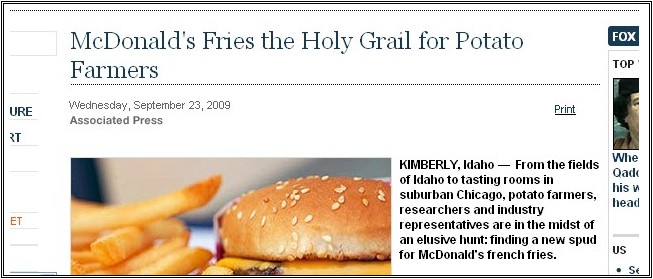 McDonald's Fries the Holy Grail for Potato
Farmers
Wednesday, September 23, 2009
Associated Press
Print
KIMBERLY, Idaho — From the fields
of Idaho to tasting rooms in
suburban Chicago, potato farmers,
researchers and industry
representatives are in the midst of
an elusive hunt: finding a new spud
for McDonald's french fries.
URE
RT
ET
FOX
TOP
Whe
Qadd
his w
head
US
• Se